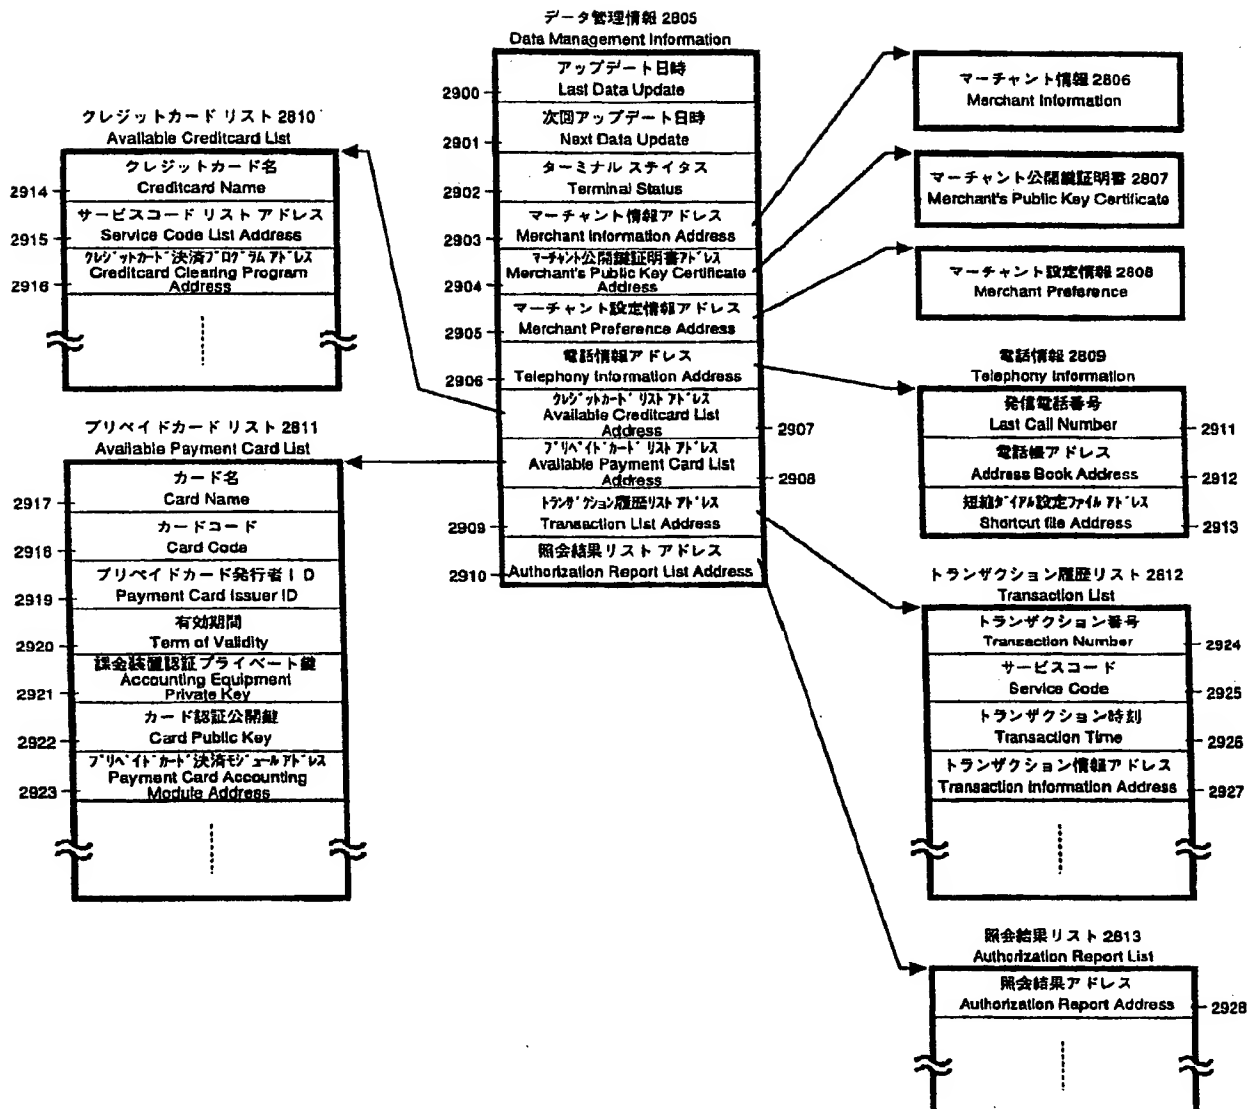 データ管理情報 2805
Data Management Information
アップデート日時
Last Data Update
2900
次回アップデート日時
Next Data Update
2901
ターミナル ステイタス
Terminal Status
2902
マーチャント情報アドレス
Merchant Information Address
2903
マーチャント公開鍵証明書アドレス
Merchant's Public Key Certificate
Address
2904
マーチャント設定情報アドレス
Merchant Preference Address
2905
電話情報アドレス
Telephony Information Address
2906
クレジットカード リスト アドレス
Available Creditcard List
Address
2907
プリペイドカード リスト アドレス
Available Payment Card List
Address
2908
トランザクション履歴リスト アドレス
Transaction List Address
2909
照会結果リスト アドレス
Authorization Report List Address
2910
クレジットカード リスト 2810
Available Creditcard List
クレジットカード名
Creditcard Name
2914
サービスコード リスト アドレス
Service Code List Address
2915
クレジットカード決済プログラム アドレス
Creditcard Clearing Program
Address
2916
プリペイドカード リスト 2811
Available Payment Card List
カード名
Card Name
2917
カードコード
Card Code
2918
プリペイドカード発行者ID
Payment Card Issuer ID
2919
有効期間
Term of Validity
2920
課金装置認証プライベート鍵
Accounting Equipment
Private Key
2921
カード認証公開鍵
Card Public Key
2922
プリペイドカード決済モジュール アドレス
Payment Card Accounting
Module Address
2923
マーチャント情報 2806
Merchant Information
マーチャント公開鍵証明書 2807
Merchant's Public Key Certificate
マーチャント設定情報 2808
Merchant Preference
電話情報 2809
Telephony Information
発信電話番号
Last Call Number
2911
電話帳アドレス
Address Book Address
2912
短縮ダイアル設定ファイル アドレス
Shortcut file Address
2913
トランザクション履歴リスト 2812
Transaction List
トランザクション番号
Transaction Number
2924
サービスコード
Service Code
2925
トランザクション時刻
Transaction Time
2926
トランザクション情報アドレス
Transaction Information Address
2927
照会結果リスト 2813
Authorization Report List
照会結果アドレス
Authorization Report Address
2928